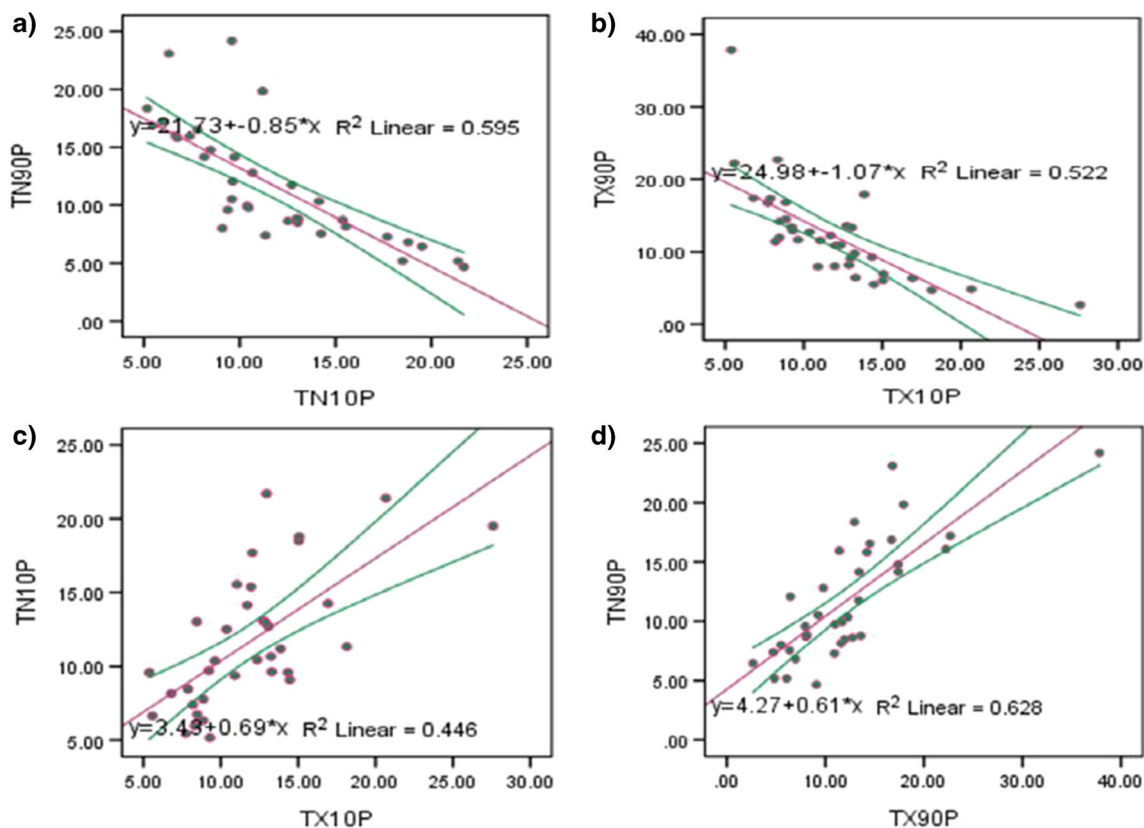 a)
25.00
20.00
15.00
10.00
5.00
.00
TN90P
y=21.73+-0.85*x R² Linear = 0.595
5.00 10.00 15.00 20.00 25.00
TN10P
b)
40.00
30.00
20.00
10.00
.00
TX90P
y=24.98+-1.07*x R² Linear = 0.522
5.00 10.00 15.00 20.00 25.00 30.00
TX10P
c)
25.00
20.00
15.00
10.00
5.00
TN10P
y=3.43+0.69*x R² Linear = 0.446
5.00 10.00 15.00 20.00 25.00 30.00
TX10P
d)
25.00
20.00
15.00
10.00
5.00
.00
TN90P
y=4.27+0.61*x R² Linear = 0.628
.00 10.00 20.00 30.00 40.00
TX90P